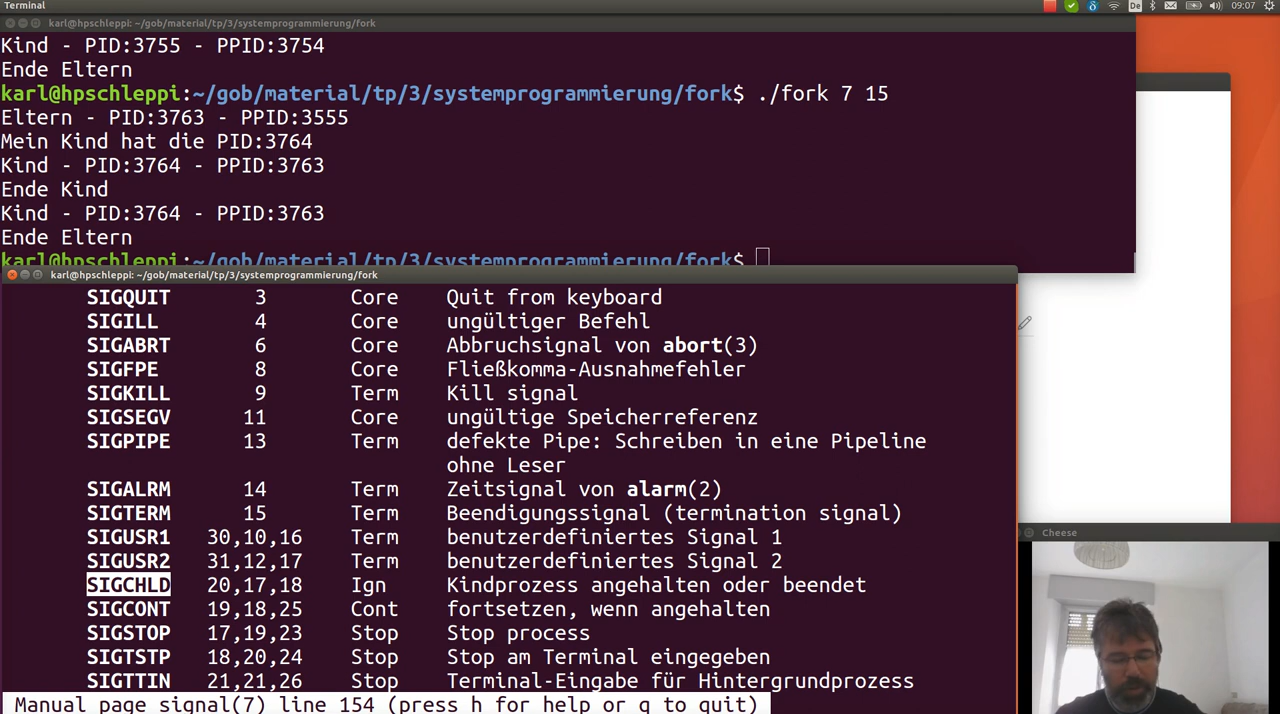 Terminal
De
09:07
karl@hpschleppi: ~/gob/material/tp/3/systemprogrammierung/fork
Kind - PID:3755 - PPID:3754
Ende Eltern
karl@hpschleppi:~/gob/material/tp/3/systemprogrammierung/fork$ ./fork 7 15
Eltern - PID:3763 - PPID:3555
Mein Kind hat die PID:3764
Kind - PID:3764 - PPID:3763
Ende Kind
Kind - PID:3764 - PPID:3763
Ende Eltern
karl@hpschleppi:~/gob/material/tp/3/systemprogrammierung/fork$
karl@hpschleppi: ~/gob/material/tp/3/systemprogrammierung/fork
SIGQUIT 3 Core Quit from keyboard
SIGILL 4 Core ungültiger Befehl
SIGABRT 6 Core Abbruchsignal von abort(3)
SIGFPE 8 Core Fließkomma-Ausnahmefehler
SIGKILL 9 Term Kill signal
SIGSEGV 11 Core ungültige Speicherreferenz
SIGPIPE 13 Term defekte Pipe: Schreiben in eine Pipeline
ohne Leser
SIGALRM 14 Term Zeitsignal von alarm(2)
SIGTERM 15 Term Beendigungssignal (termination signal)
SIGUSR1 30,10,16 Term benutzerdefiniertes Signal 1
SIGUSR2 31,12,17 Term benutzerdefiniertes Signal 2
SIGCHLD 20,17,18 Ign Kindprozess angehalten oder beendet
SIGCONT 19,18,25 Cont fortsetzen, wenn angehalten
SIGSTOP 17,19,23 Stop Stop process
SIGTSTP 18,20,24 Stop Stop am Terminal eingegeben
SIGTTIN 21,21,26 Stop Terminal-Eingabe für Hintergrundprozess
Manual page signal(7) line 154 (press h for help or q to quit)
Cheese